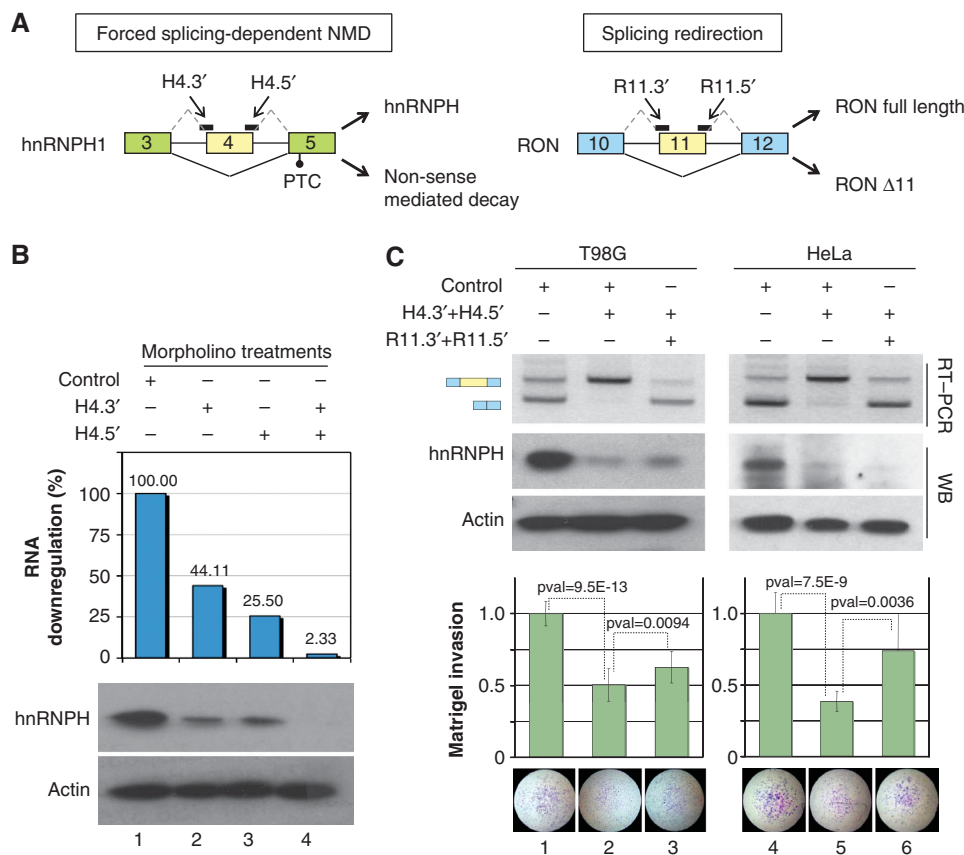 A
Forced splicing-dependent NMD
Splicing redirection
H4.3′ H4.5′
R11.3′ R11.5′
hnRNPH
RON full length
hnRNPH1 3 4 5
RON 10 11 12
PTC
Non-sense
mediated decay
RON Δ11
B
Morpholino treatments
Control + – – –
H4.3′ – + – +
H4.5′ – – + +
RNA
downregulation (%)
100
75
50
25
0
100.00
44.11
25.50
2.33
hnRNPH
Actin
1 2 3 4
C
T98G HeLa
Control + + – + + –
H4.3′+H4.5′ – + + – + +
R11.3′+R11.5′ – – + – – +
RT–PCR
hnRNPH
WB
Actin
Matrigel invasion
1.0
0.5
0
pval=9.5E-13
pval=0.0094
1.0
0.5
0
pval=7.5E-9
pval=0.0036
1 2 3 4 5 6